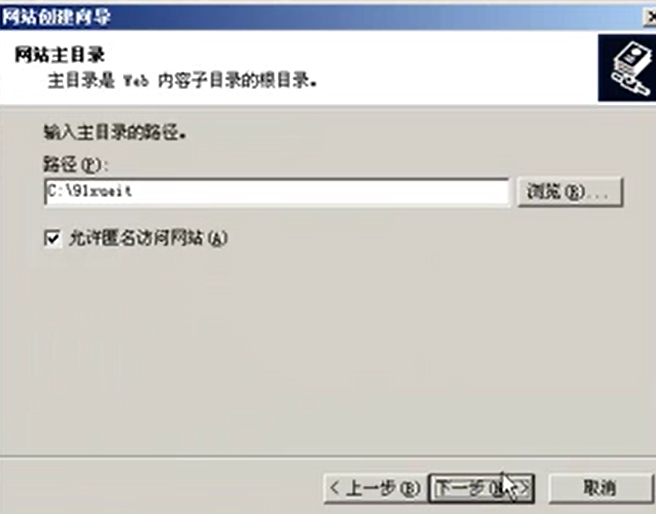 网站创建向导
网站主目录
主目录是 Web 内容子目录的根目录。
输入主目录的路径。
路径(P):
C:\91xueit
浏览(R)...
允许匿名访问网站(A)
< 上一步(B)
下一步(N) >
取消